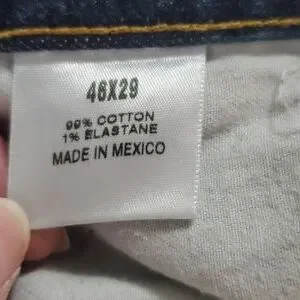 46X29
99% COTTON
1% ELASTANE
MADE IN MEXICO